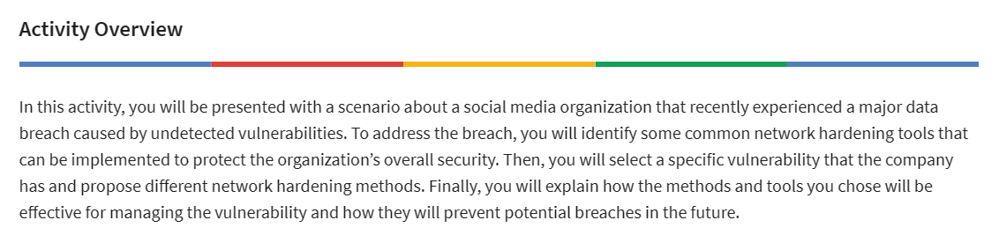 Activity Overview
In this activity, you will be presented with a scenario about a social media organization that recently experienced a major data
breach caused by undetected vulnerabilities. To address the breach, you will identify some common network hardening tools that
can be implemented to protect the organization’s overall security. Then, you will select a specific vulnerability that the company
has and propose different network hardening methods. Finally, you will explain how the methods and tools you chose will be
effective for managing the vulnerability and how they will prevent potential breaches in the future.